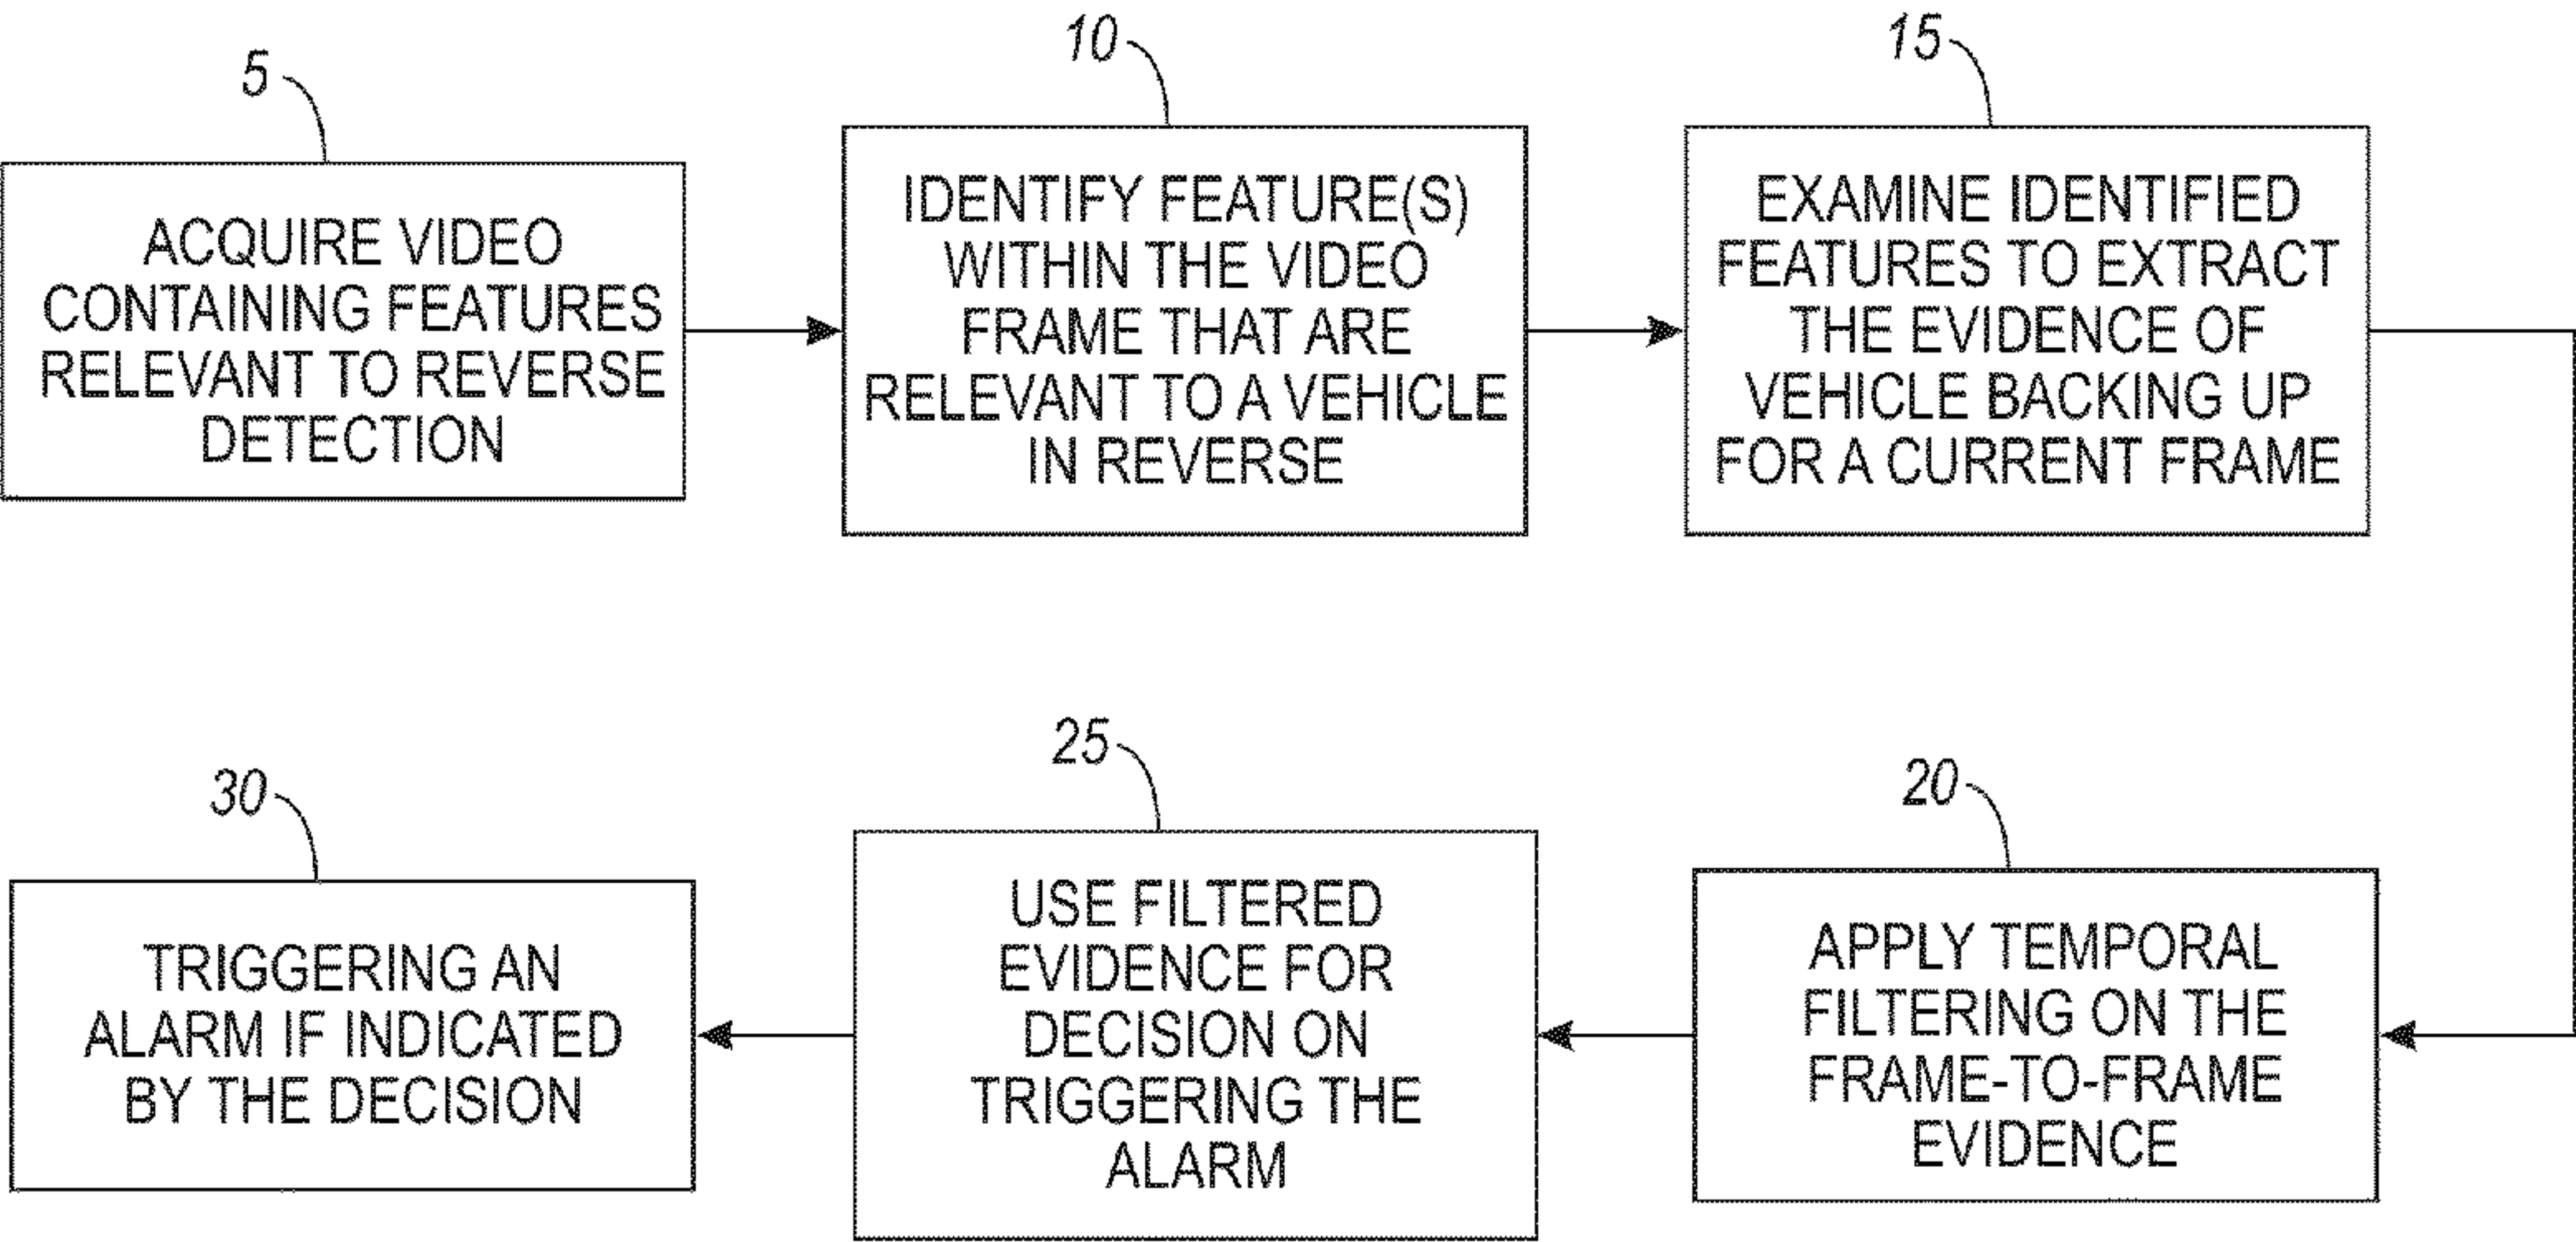 5
ACQUIRE VIDEO
CONTAINING FEATURES
RELEVANT TO REVERSE
DETECTION
10
IDENTIFY FEATURE(S)
WITHIN THE VIDEO
FRAME THAT ARE
RELEVANT TO A VEHICLE
IN REVERSE
15
EXAMINE IDENTIFIED
FEATURES TO EXTRACT
THE EVIDENCE OF
VEHICLE BACKING UP
FOR A CURRENT FRAME
20
APPLY TEMPORAL
FILTERING ON THE
FRAME-TO-FRAME
EVIDENCE
25
USE FILTERED
EVIDENCE FOR
DECISION ON
TRIGGERING THE
ALARM
30
TRIGGERING AN
ALARM IF INDICATED
BY THE DECISION